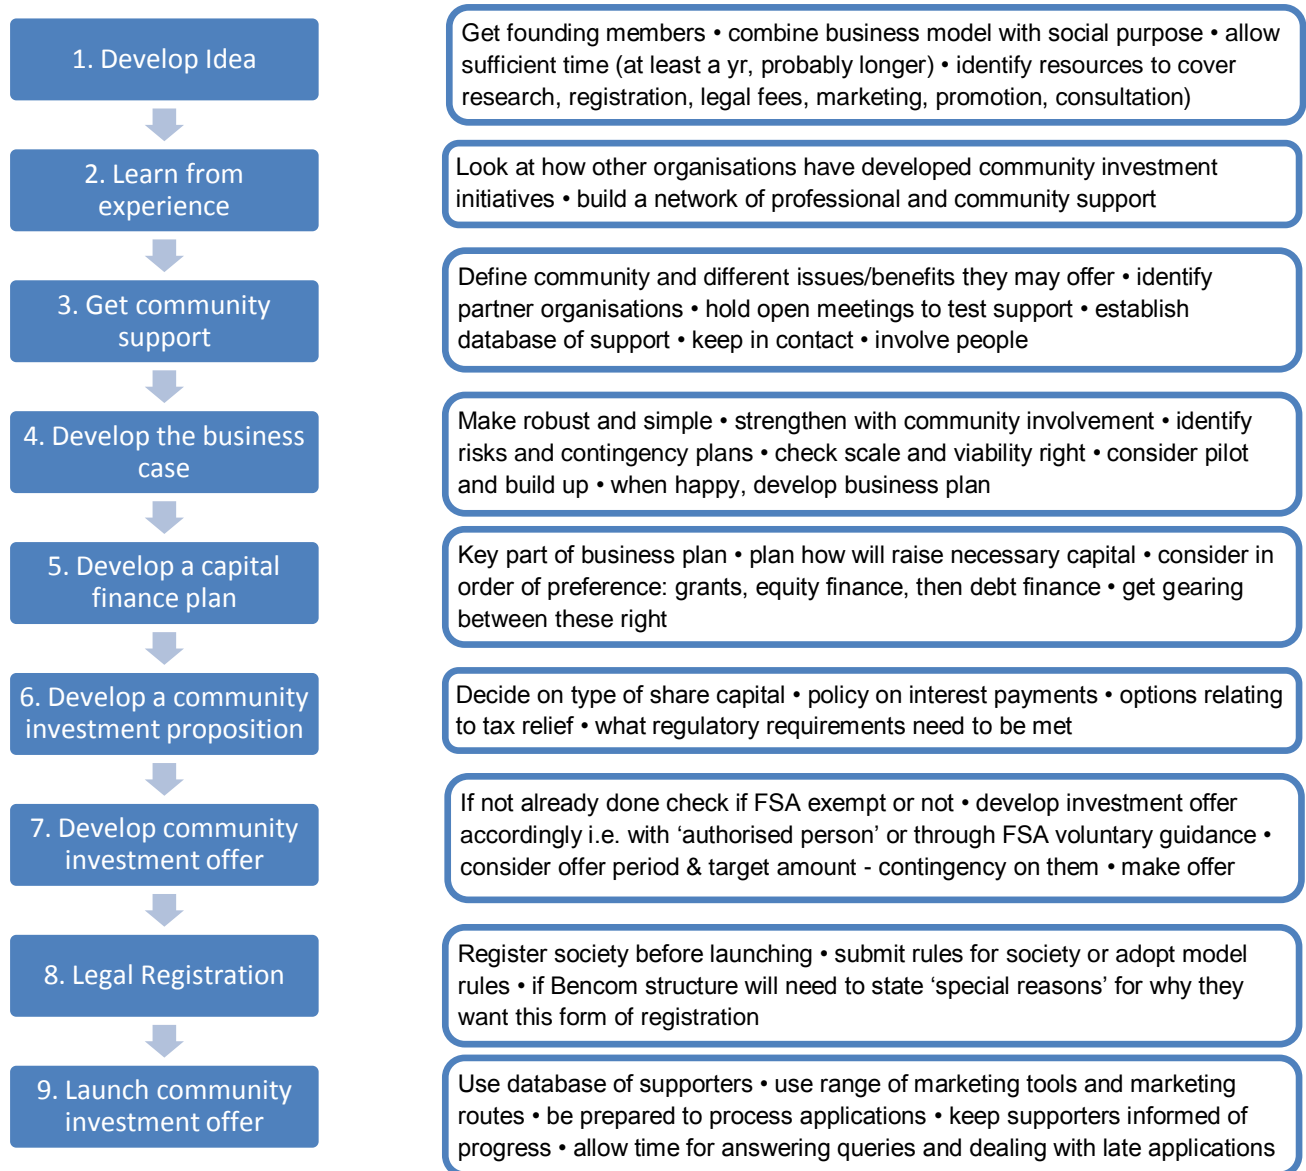 1. Develop Idea
Get founding members • combine business model with social purpose • allow
sufficient time (at least a yr, probably longer) • identify resources to cover
research, registration, legal fees, marketing, promotion, consultation)
2. Learn from
experience
Look at how other organisations have developed community investment
initiatives • build a network of professional and community support
3. Get community
support
Define community and different issues/benefits they may offer • identify
partner organisations • hold open meetings to test support • establish
database of support • keep in contact • involve people
4. Develop the business
case
Make robust and simple • strengthen with community involvement • identify
risks and contingency plans • check scale and viability right • consider pilot
and build up • when happy, develop business plan
5. Develop a capital
finance plan
Key part of business plan • plan how will raise necessary capital • consider in
order of preference: grants, equity finance, then debt finance • get gearing
between these right
6. Develop a community
investment proposition
Decide on type of share capital • policy on interest payments • options relating
to tax relief • what regulatory requirements need to be met
7. Develop community
investment offer
If not already done check if FSA exempt or not • develop investment offer
accordingly i.e. with ‘authorised person’ or through FSA voluntary guidance •
consider offer period & target amount - contingency on them • make offer
8. Legal Registration
Register society before launching • submit rules for society or adopt model
rules • if Bencom structure will need to state ‘special reasons’ for why they
want this form of registration
9. Launch community
investment offer
Use database of supporters • use range of marketing tools and marketing
routes • be prepared to process applications • keep supporters informed of
progress • allow time for answering queries and dealing with late applications